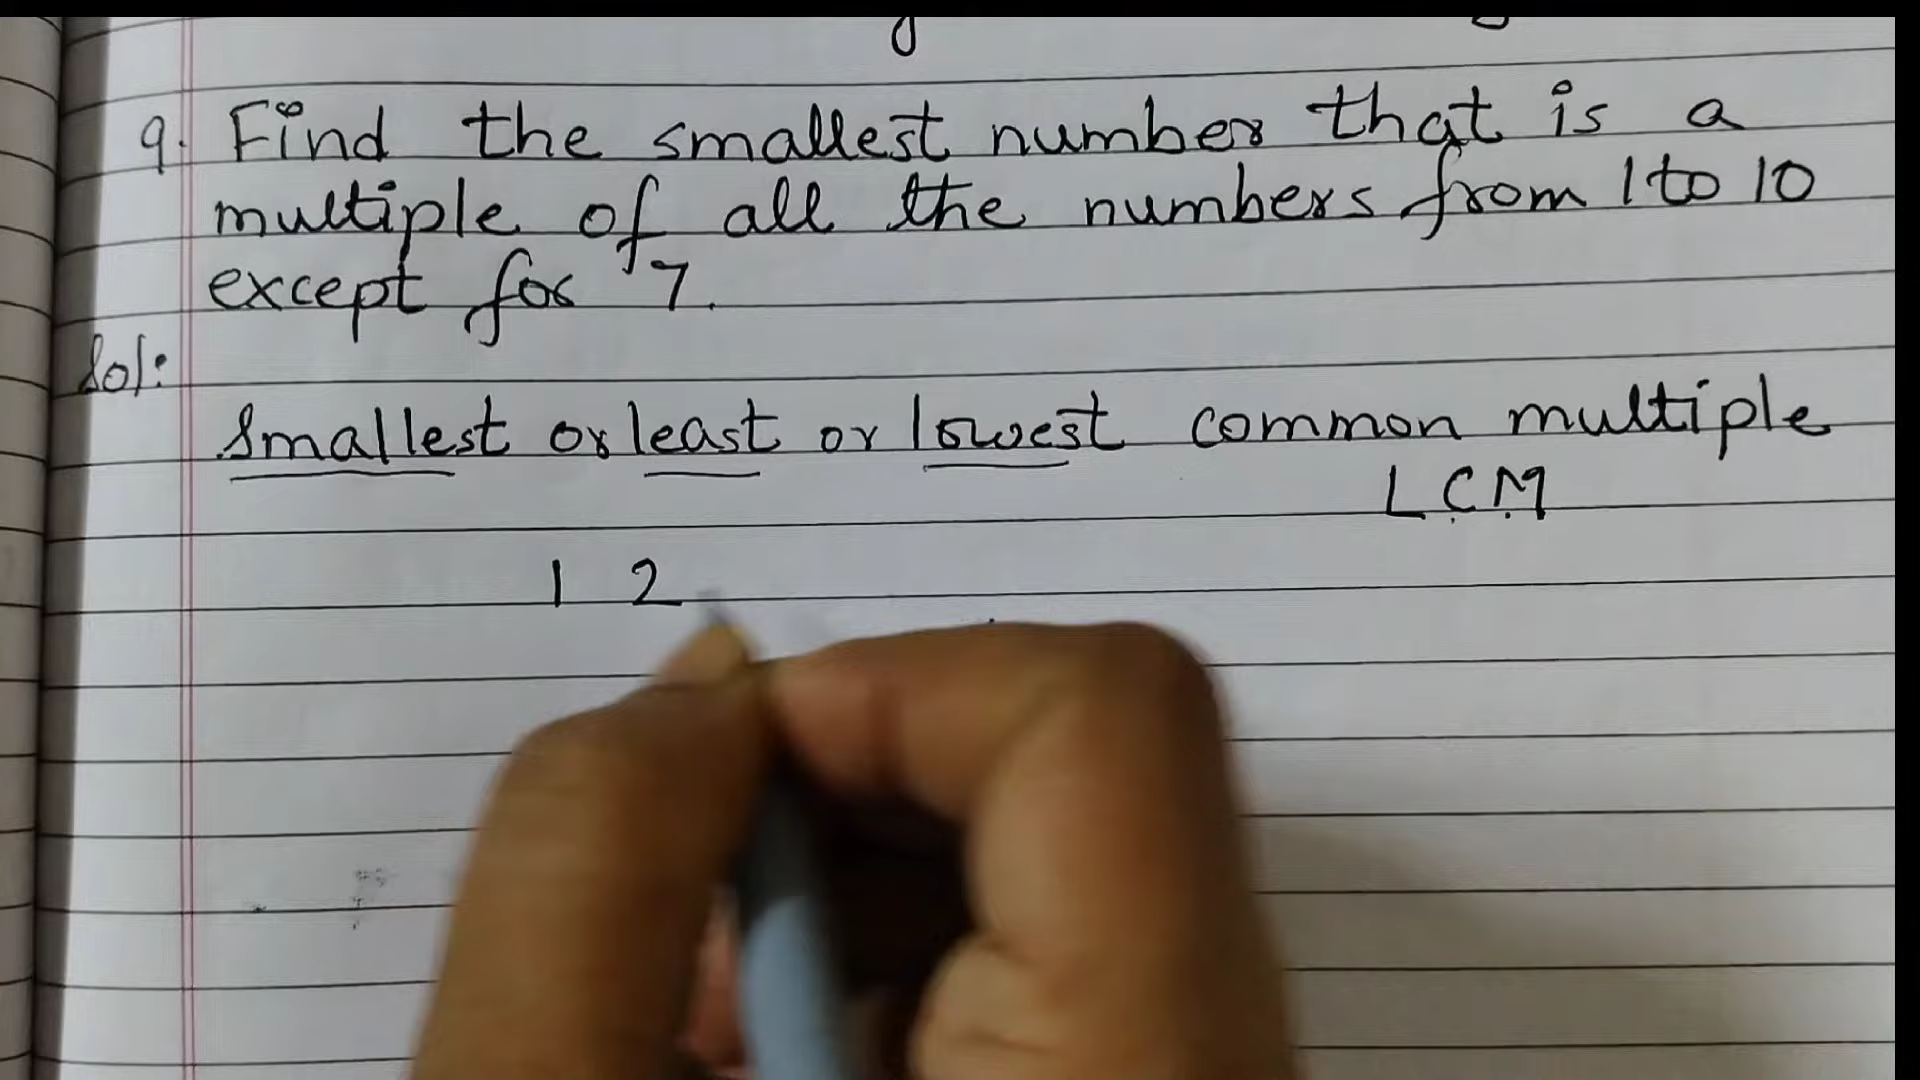 9. Find the smallest number that is a
multiple of all the numbers from 1 to 10
except for 7.
Sol:
Smallest or least or lowest common multiple
L.C.M
1 2